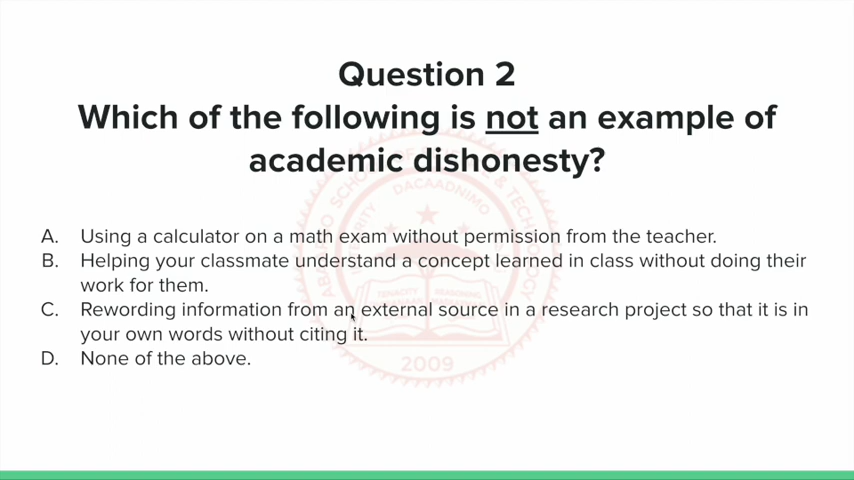 Question 2
Which of the following is not an example of
academic dishonesty?
A. Using a calculator on a math exam without permission from the teacher.
B. Helping your classmate understand a concept learned in class without doing their
work for them.
C. Rewording information from an external source in a research project so that it is in
your own words without citing it.
D. None of the above.
DACAADNIMO
2009